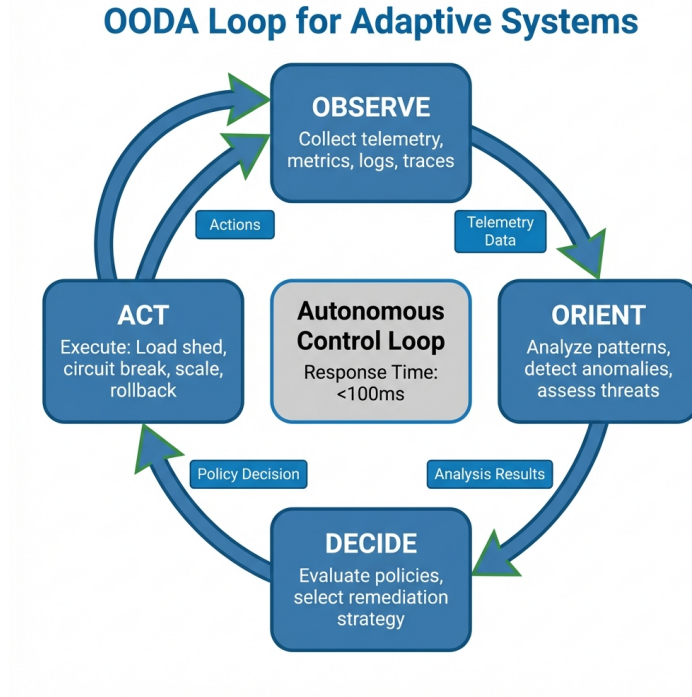 OODA Loop for Adaptive Systems
OBSERVE
Collect telemetry,
metrics, logs, traces
Actions
Telemetry
Data
ACT
Execute: Load shed,
circuit break, scale,
rollback
Autonomous
Control Loop
Response Time:
<100ms
ORIENT
Analyze patterns,
detect anomalies,
assess threats
Policy Decision
Analysis Results
DECIDE
Evaluate policies,
select remediation
strategy